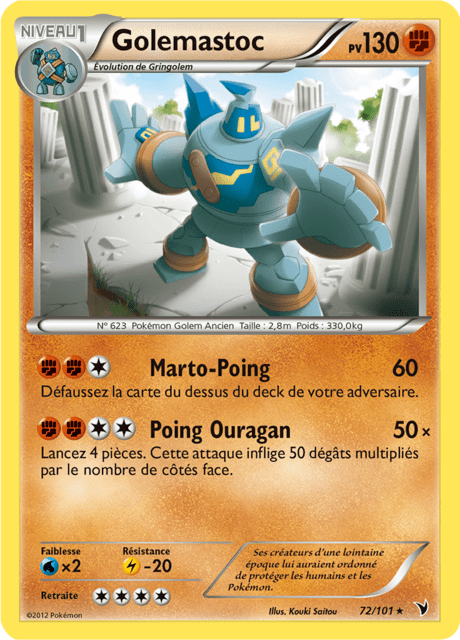 NIVEAU 1
Golemastoc
PV 130
Évolution de Gringolem
N° 623 Pokémon Golem Ancien Taille : 2,8m Poids : 330,0kg
Marto-Poing 60
Défaussez la carte du dessus du deck de votre adversaire.
Poing Ouragan 50×
Lancez 4 pièces. Cette attaque inflige 50 dégâts multipliés
par le nombre de côtés face.
Faiblesse
×2
Résistance
-20
Retraite
Ses créateurs d'une lointaine
époque lui auraient ordonné
de protéger les humains et les
Pokémon.
©2012 Pokémon
Illus. Kouki Saitou
72/101 ★